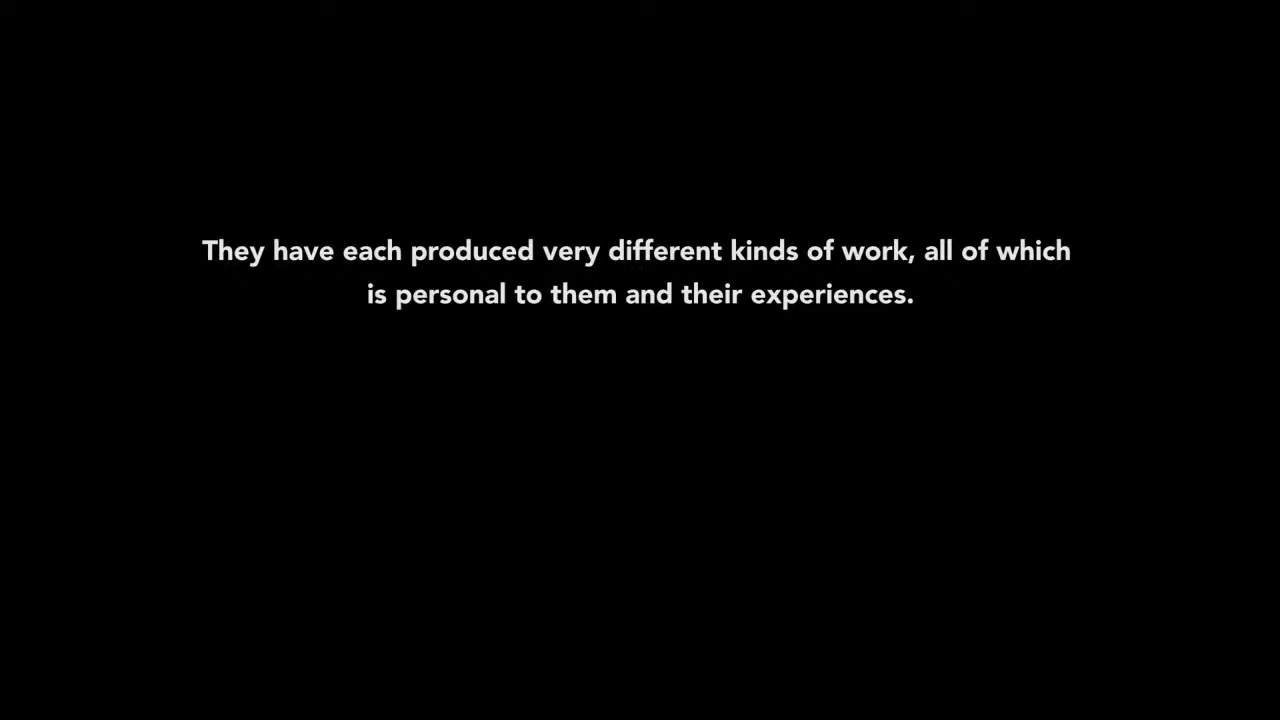 They have each produced very different kinds of work, all of which
is personal to them and their experiences.